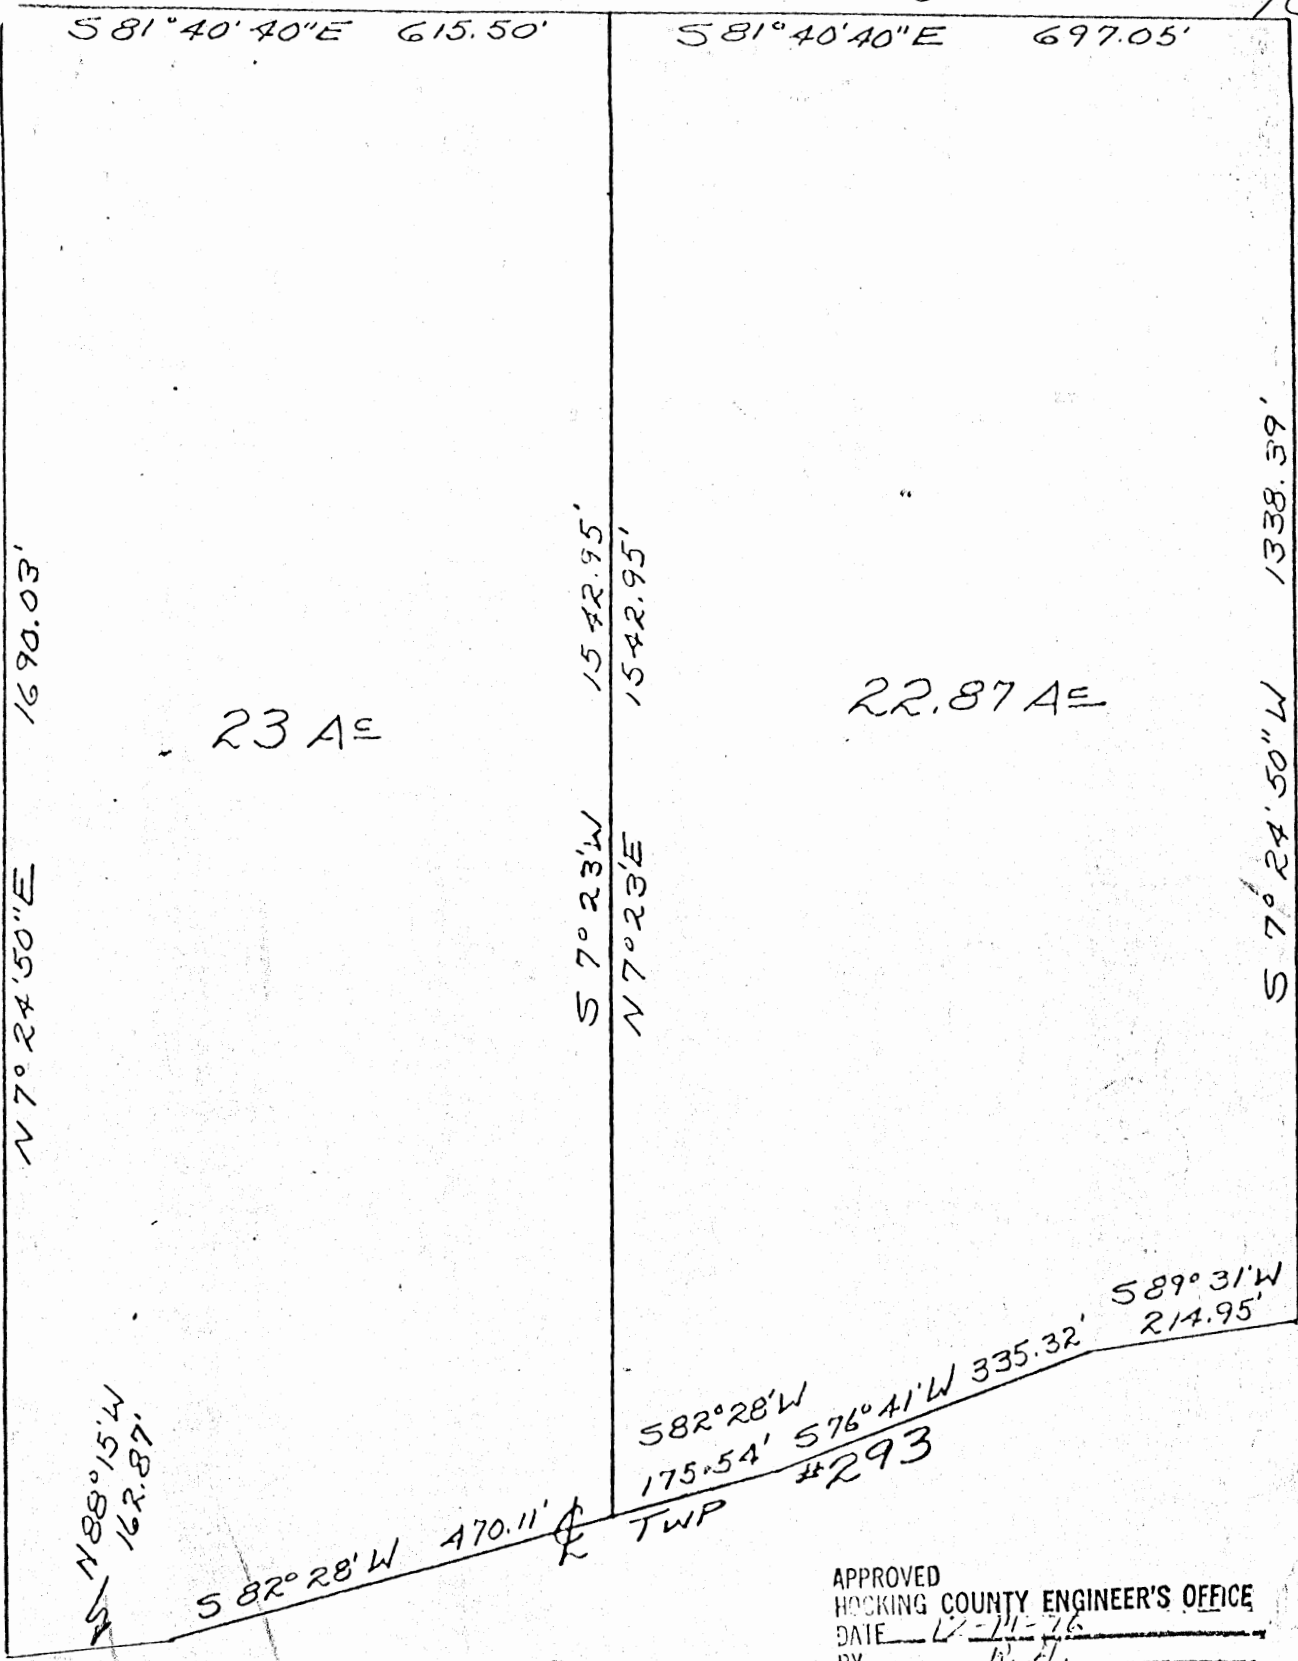 S 81° 40' 40"E 615.50'
S 81° 40' 40"E 697.05'
N 7° 24' 50"E 1690.03'
23 Ac
S 7° 23'W 1542.95'
N 7° 23'E 1542.95'
22.87 Ac
S 7° 24' 50"W 1338.39'
S 89° 31'W
214.95'
S 76° 41'W 335.32'
S 82° 28'W
175.54'
#293
TWP
℄
S 82° 28'W 470.11'
N 88° 15'W
162.87'
APPROVED
HOCKING COUNTY ENGINEER'S OFFICE
DATE
BY